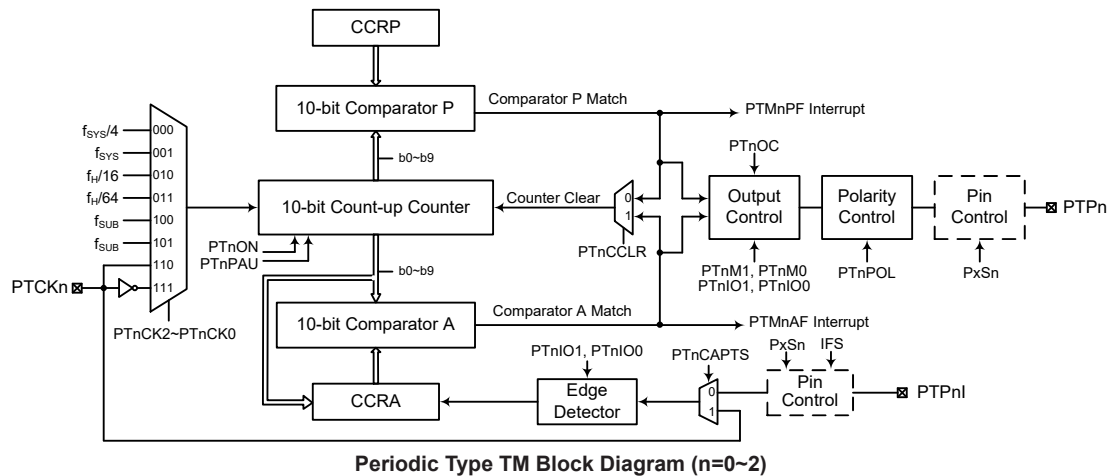 CCRP
10-bit Comparator P
Comparator P Match
PTMnPF Interrupt
fSYS/4
000
fSYS
001
fH/16
010
fH/64
011
fSUB
100
fSUB
101
110
111
PTCKn
PTnCK2~PTnCK0
b0~b9
10-bit Count-up Counter
PTnON
PTnPAU
Counter Clear
0
1
PTnCCLR
PTnOC
Output
Control
PTnM1, PTnM0
PTnIO1, PTnIO0
Polarity
Control
PTnPOL
Pin
Control
PxSn
PTPn
b0~b9
10-bit Comparator A
Comparator A Match
PTMnAF Interrupt
CCRA
PTnIO1, PTnIO0
Edge
Detector
PTnCAPTS
0
1
PxSn
IFS
Pin
Control
PTPnI
Periodic Type TM Block Diagram (n=0~2)